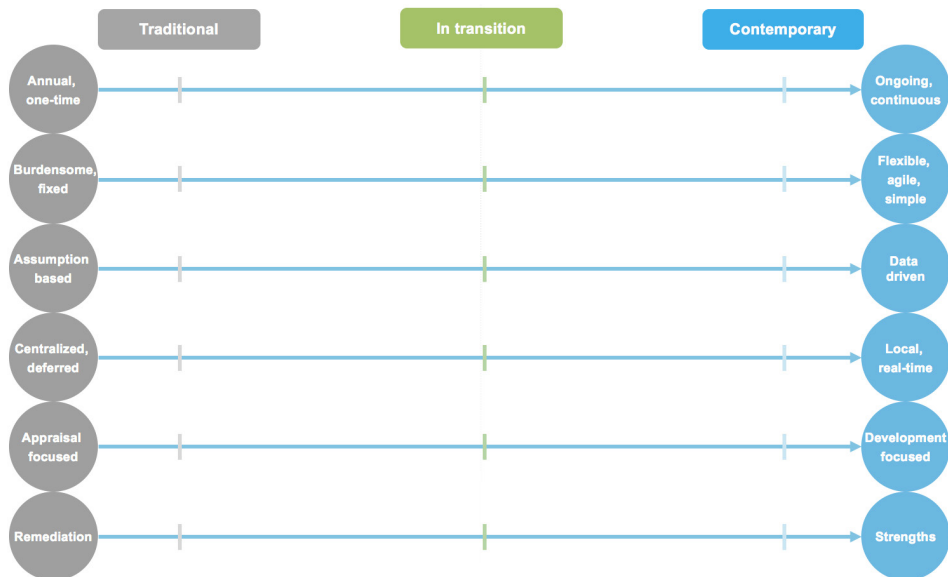 Traditional
In transition
Contemporary
Annual,
one-time
Ongoing,
continuous
Burdensome,
fixed
Flexible,
agile,
simple
Assumption
based
Data
driven
Centralized,
deferred
Local,
real-time
Appraisal
focused
Development
focused
Remediation
Strengths